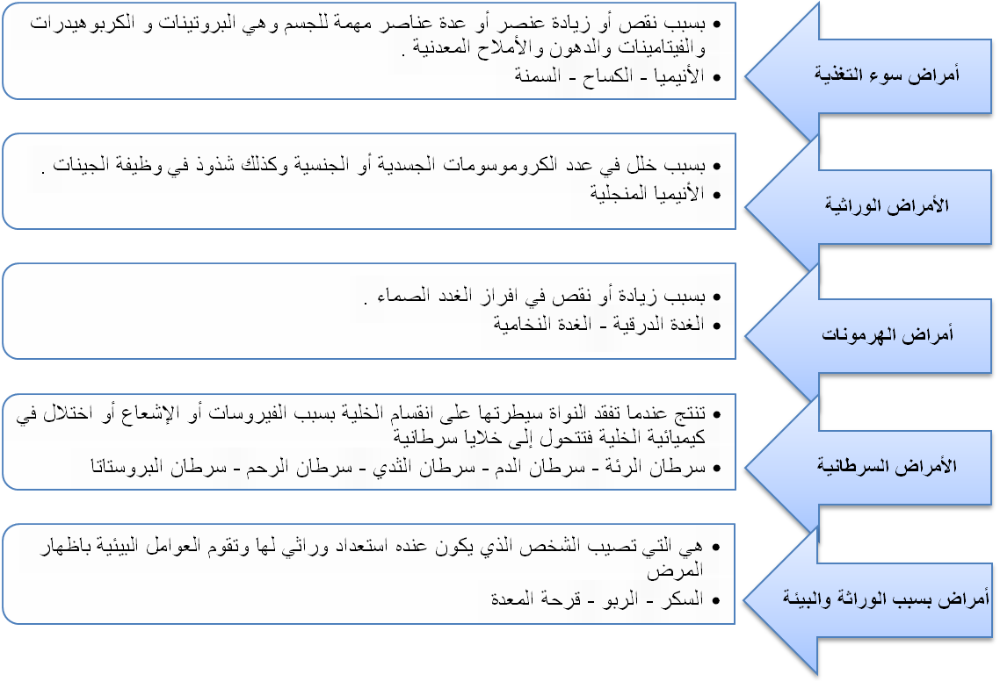 أمراض سوء التغذية
• بسبب نقص أو زيادة عنصر أو عدة عناصر مهمة للجسم وهي البروتينات و الكربوهيدرات
والفيتامينات والدهون والأملاح المعدنية .
• الأنيميا - الكساح - السمنة
الأمراض الوراثية
• بسبب خلل في عدد الكروموسومات الجسدية أو الجنسية وكذلك شذوذ في وظيفة الجينات .
• الأنيميا المنجلية
أمراض الهرمونات
• بسبب زيادة أو نقص في افراز الغدد الصماء .
• الغدة الدرقية - الغدة النخامية
الأمراض السرطانية
• تنتج عندما تفقد النواة سيطرتها على انقسام الخلية بسبب الفيروسات أو الإشعاع أو اختلال في
كيميائية الخلية فتتحول إلى خلايا سرطانية
• سرطان الرئة - سرطان الدم - سرطان الثدي - سرطان الرحم - سرطان البروستاتا
أمراض بسبب الوراثة والبيئة
• هي التي تصيب الشخص الذي يكون عنده استعداد وراثي لها وتقوم العوامل البيئية باظهار
المرض
• السكر - الربو - قرحة المعدة